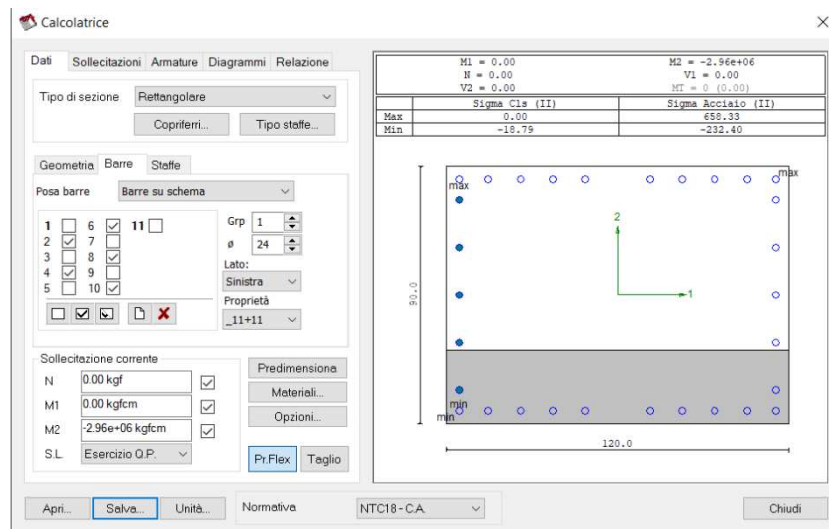 Calcolatrice
Dati Sollecitazioni Armature Diagrammi Relazione
Tipo di sezione Rettangolare
Copriferri... Tipo staffe...
Geometria Barre Staffe
Posa barre Barre su schema
1 6 11
2 7
3 8
4 9
5 10
Grp 1
ø 24
Lato:
Sinistra
Proprietà
_11+11
Sollecitazione corrente
N 0.00 kgf
M1 0.00 kgfcm
M2 -2.96e+06 kgfcm
S.L. Esercizio Q.P.
Predimensiona
Materiali...
Opzioni...
Pr.Flex Taglio
M1 = 0.00 M2 = -2.96e+06
N = 0.00 V1 = 0.00
V2 = 0.00 MT = 0 (0.00)
Sigma Cls (II) Sigma Acciaio (II)
Max 0.00 658.33
Min -18.79 -232.40
max max
2
1
90.0
min
min
120.0
Apri... Salva... Unità... Normativa NTC18-C.A. Chiudi